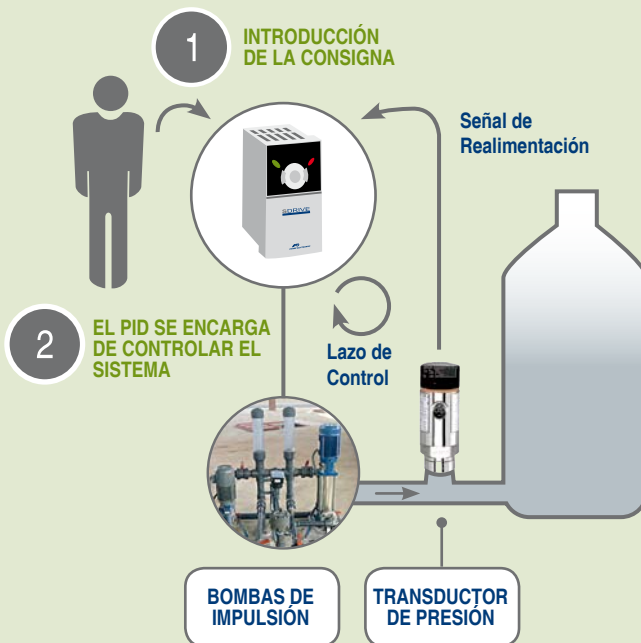 1
INTRODUCCIÓN
DE LA CONSIGNA
Señal de
Realimentación
SDRIVE
2
EL PID SE ENCARGA
DE CONTROLAR EL
SISTEMA
Lazo de
Control
BOMBAS DE
IMPULSIÓN
TRANSDUCTOR
DE PRESIÓN